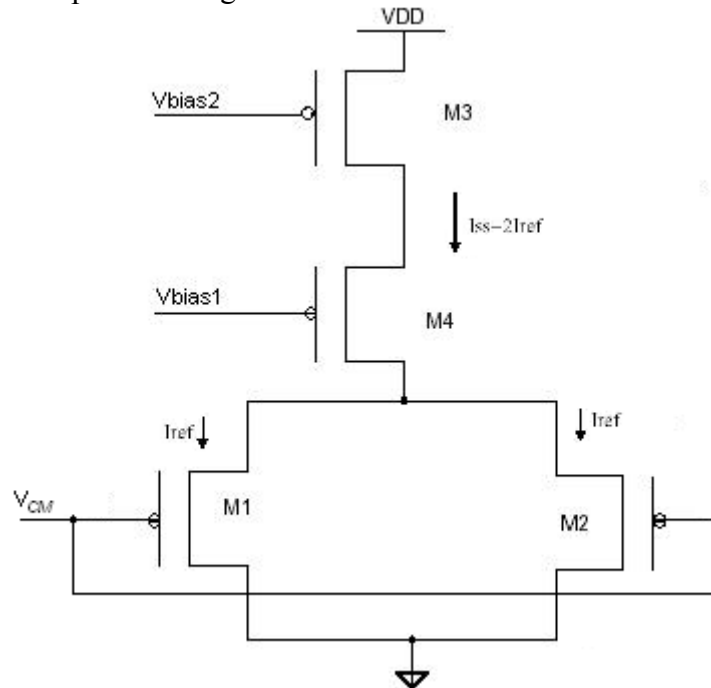 VDD
Vbias2
M3
Iss-2Iref
Vbias1
M4
Iref
Iref
VCM
M1
M2